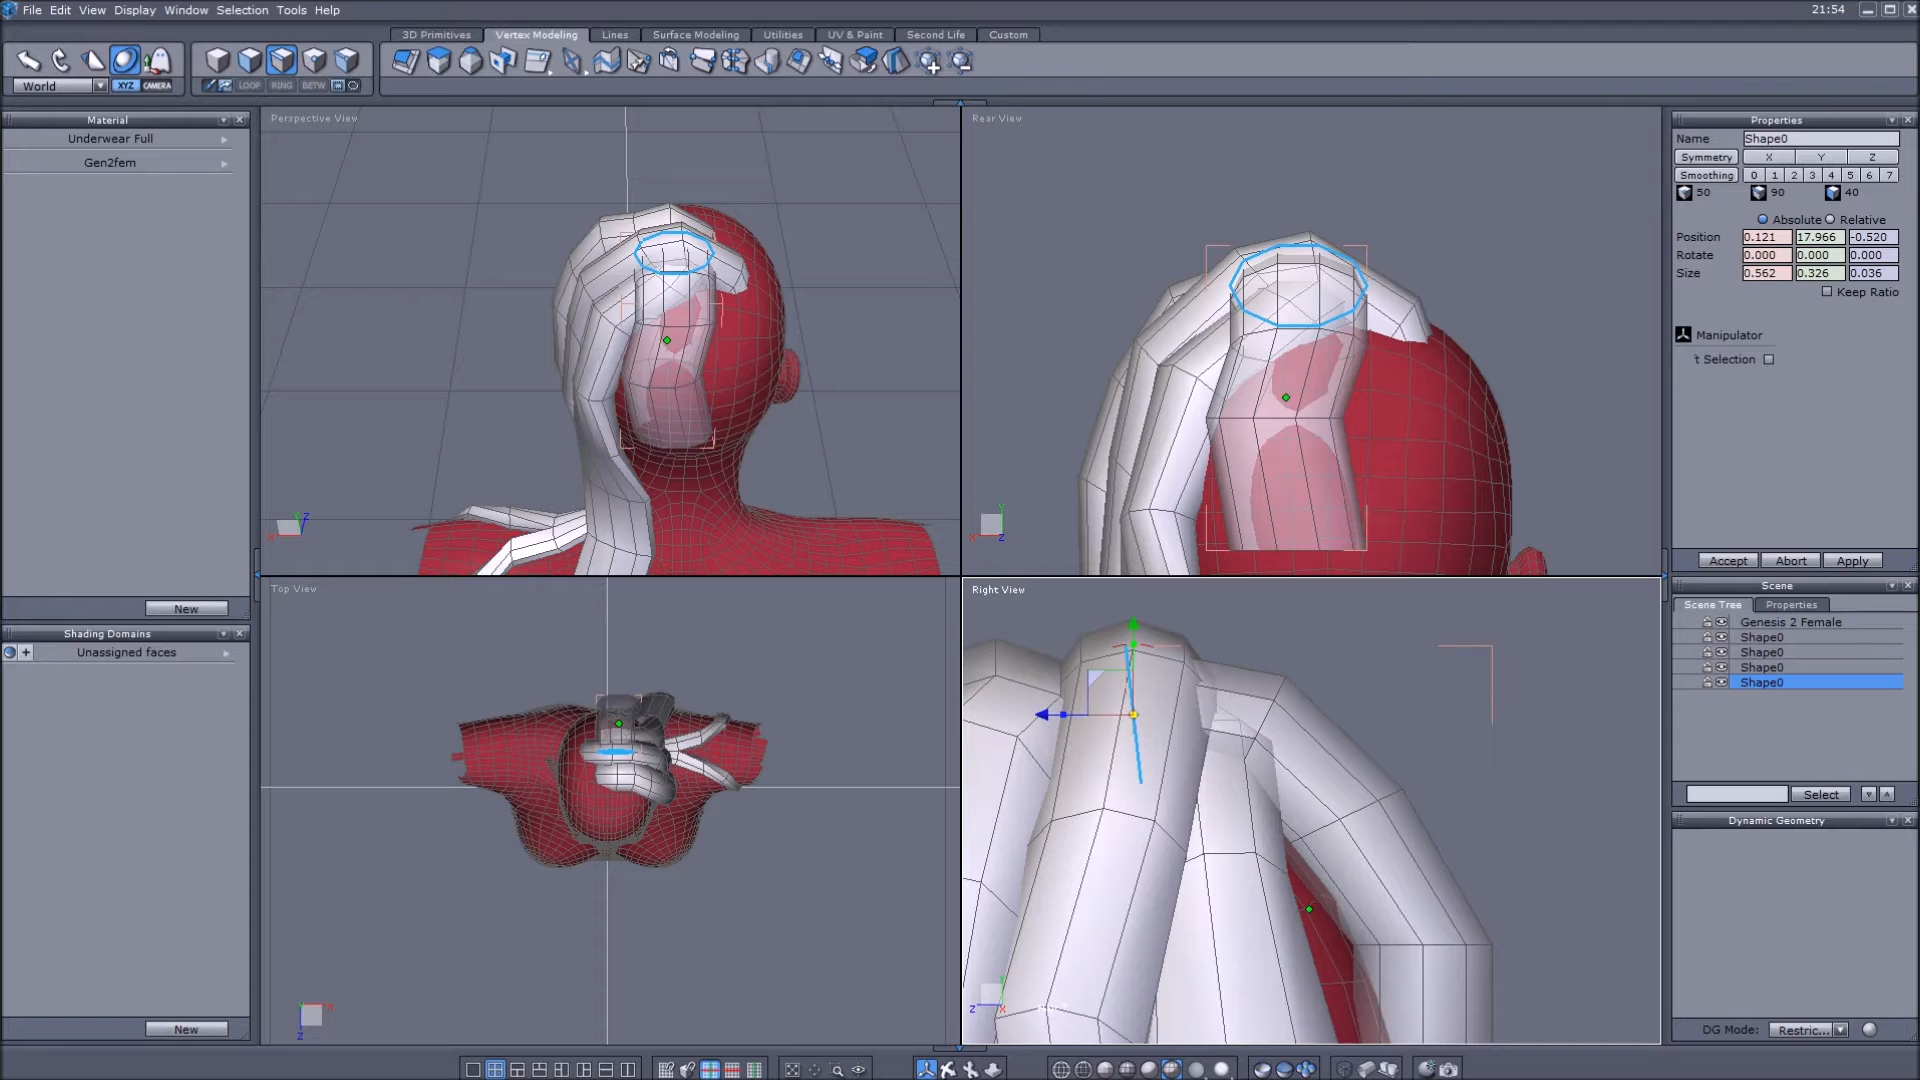 File Edit View Display Window Selection Tools Help
21:54
3D Primitives Vertex Modeling Lines Surface Modeling Utilities UV & Paint Second Life Custom
World XYZ CAMERA LOOP RING BETW
Material
Underwear Full
Gen2fem
New
Shading Domains
Unassigned faces
New
Perspective View
Rear View
Top View
Right View
Properties
Name Shape0
Symmetry X Y Z
Smoothing 0 1 2 3 4 5 6 7
50 90 40
Absolute Relative
Position 0.121 17.966 -0.520
Rotate 0.000 0.000 0.000
Size 0.562 0.326 0.036
Keep Ratio
Manipulator
t Selection
Accept Abort Apply
Scene
Scene Tree Properties
Genesis 2 Female
Shape0
Shape0
Shape0
Shape0
Select
Dynamic Geometry
DG Mode: Restric...